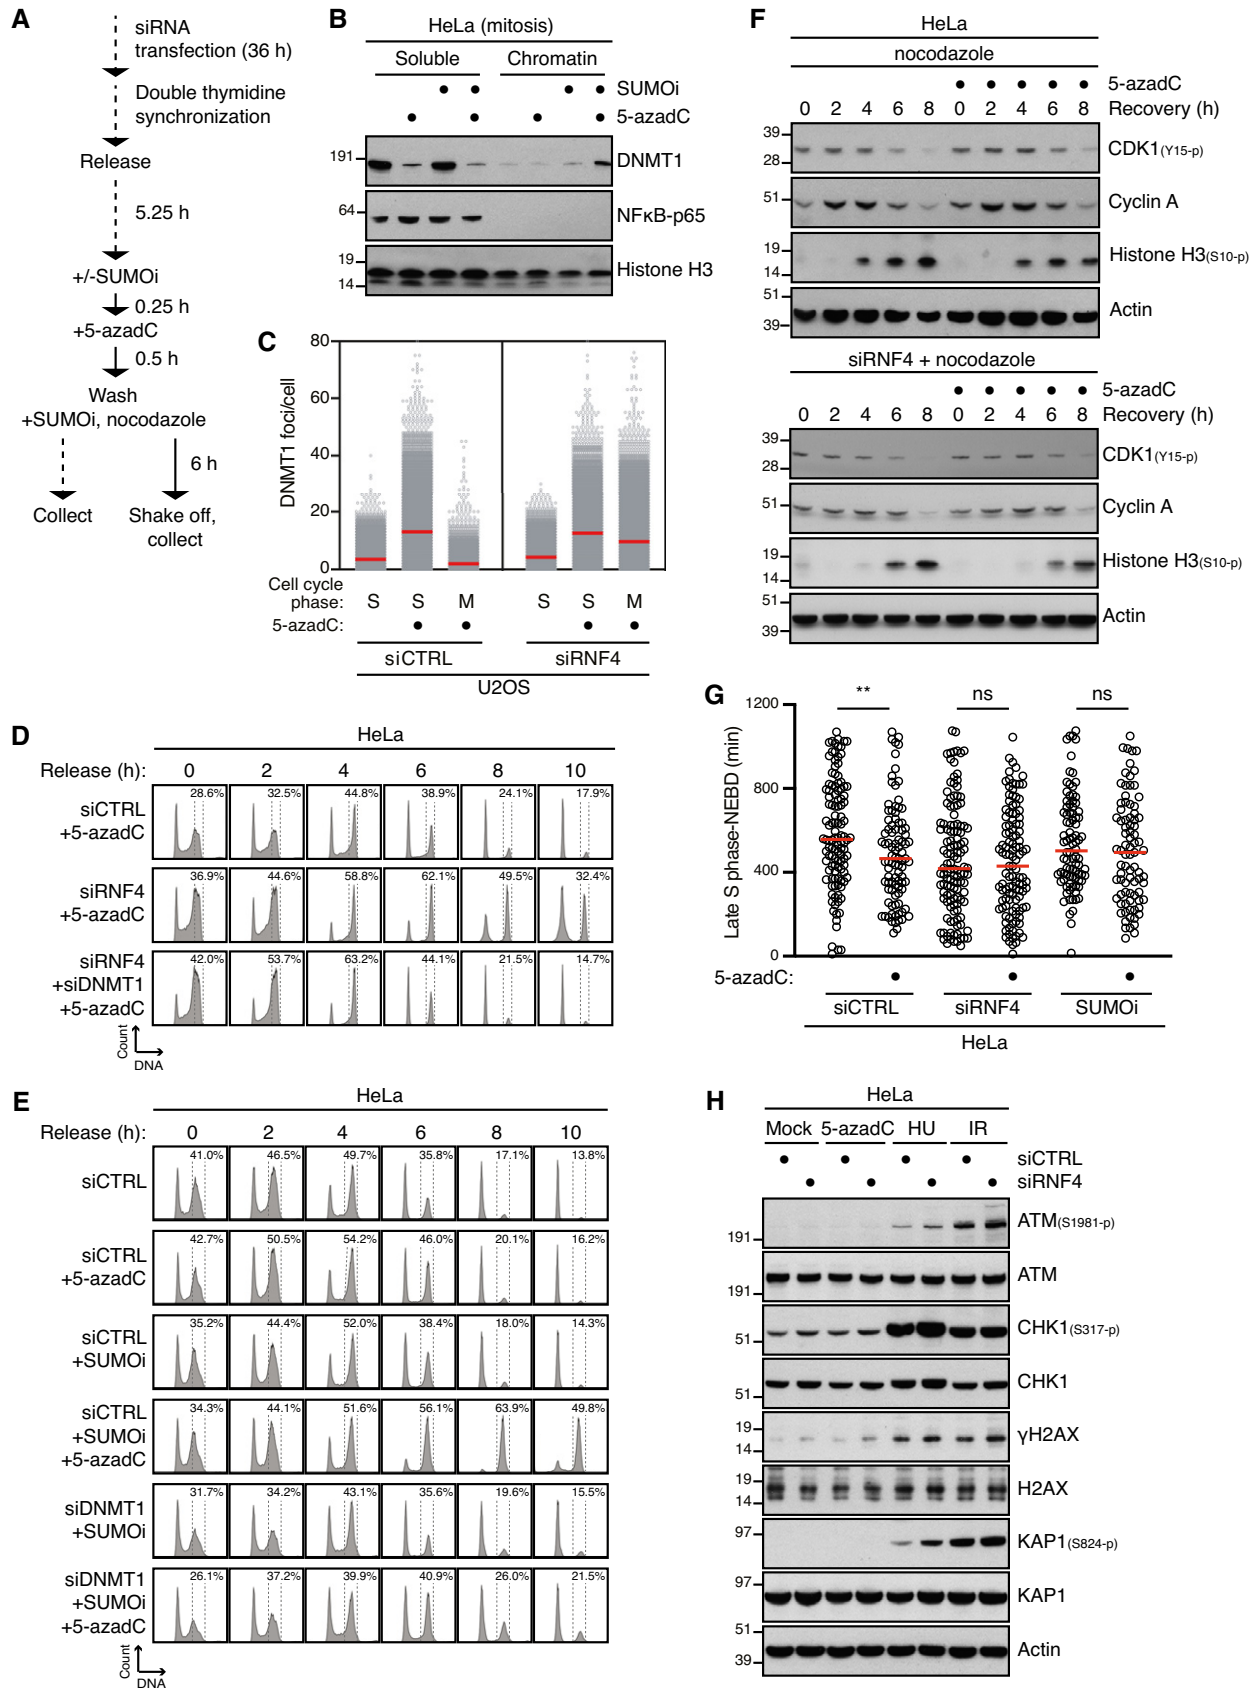 A
siRNA
transfection (36 h)
Double thymidine
synchronization
Release
5.25 h
+/-SUMOi
0.25 h
+5-azadC
0.5 h
Wash
+SUMOi, nocodazole
6 h
Collect
Shake off,
collect
B
HeLa (mitosis)
Soluble Chromatin
SUMOi
5-azadC
191 DNMT1
64 NFκB-p65
19 Histone H3
14
C
DNMT1 foci/cell
80
60
40
20
0
Cell cycle
phase: S S M S S M
5-azadC:
siCTRL siRNF4
U2OS
D
HeLa
Release (h): 0 2 4 6 8 10
siCTRL
+5-azadC
28.6% 32.5% 44.8% 38.9% 24.1% 17.9%
siRNF4
+5-azadC
36.9% 44.6% 58.8% 62.1% 49.5% 32.4%
siRNF4
+siDNMT1
+5-azadC
42.0% 53.7% 63.2% 44.1% 21.5% 14.7%
Count
DNA
E
HeLa
Release (h): 0 2 4 6 8 10
siCTRL
41.0% 46.5% 49.7% 35.8% 17.1% 13.8%
siCTRL
+5-azadC
42.7% 50.5% 54.2% 46.0% 20.1% 16.2%
siCTRL
+SUMOi
35.2% 44.4% 52.0% 38.4% 18.0% 14.3%
siCTRL
+SUMOi
+5-azadC
34.3% 44.1% 51.6% 56.1% 63.9% 49.8%
siDNMT1
+SUMOi
31.7% 34.2% 43.1% 35.6% 19.6% 15.5%
siDNMT1
+SUMOi
+5-azadC
26.1% 37.2% 39.9% 40.9% 26.0% 21.5%
Count
DNA
F
HeLa
nocodazole
5-azadC
0 2 4 6 8 0 2 4 6 8 Recovery (h)
39
28 CDK1(Y15-p)
51 Cyclin A
19 Histone H3(S10-p)
14
51
39 Actin
siRNF4 + nocodazole
5-azadC
0 2 4 6 8 0 2 4 6 8 Recovery (h)
39
28 CDK1(Y15-p)
51 Cyclin A
19 Histone H3(S10-p)
14
51
39 Actin
G
Late S phase-NEBD (min)
1200
800
400
0
** ns ns
5-azadC:
siCTRL siRNF4 SUMOi
HeLa
H
HeLa
Mock 5-azadC HU IR
siCTRL
siRNF4
191 ATM(S1981-p)
191 ATM
51 CHK1(S317-p)
51 CHK1
19 γH2AX
14
19 H2AX
14
97 KAP1(S824-p)
97 KAP1
51
39 Actin